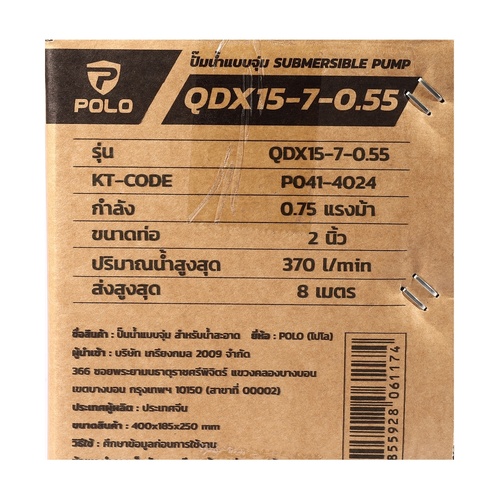 POLO
ปั๊มน้ำแบบจุ่ม SUBMERSIBLE PUMP
QDX15-7-0.55
รุ่น QDX15-7-0.55
KT-CODE PO41-4024
กำลัง 0.75 แรงม้า
ขนาดท่อ 2 นิ้ว
ปริมาณน้ำสูงสุด 370 l/min
ส่งสูงสุด 8 เมตร
ชื่อสินค้า : ปั๊มน้ำแบบจุ่ม สำหรับน้ำสะอาด ยี่ห้อ : POLO (โปโล)
ผู้นำเข้า : บริษัท เกรียงกมล 2009 จำกัด
366 ซอยพระยามนธาตุราชศรีพิจิตร์ แขวงคลองบางบอน
เขตบางบอน กรุงเทพฯ 10150 (สาขาที่ 00002)
ประเทศผู้ผลิต : ประเทศจีน
ขนาดสินค้า : 400x185x250 mm
วิธีใช้ : ศึกษาข้อมูลก่อนการใช้งาน
855928 061174